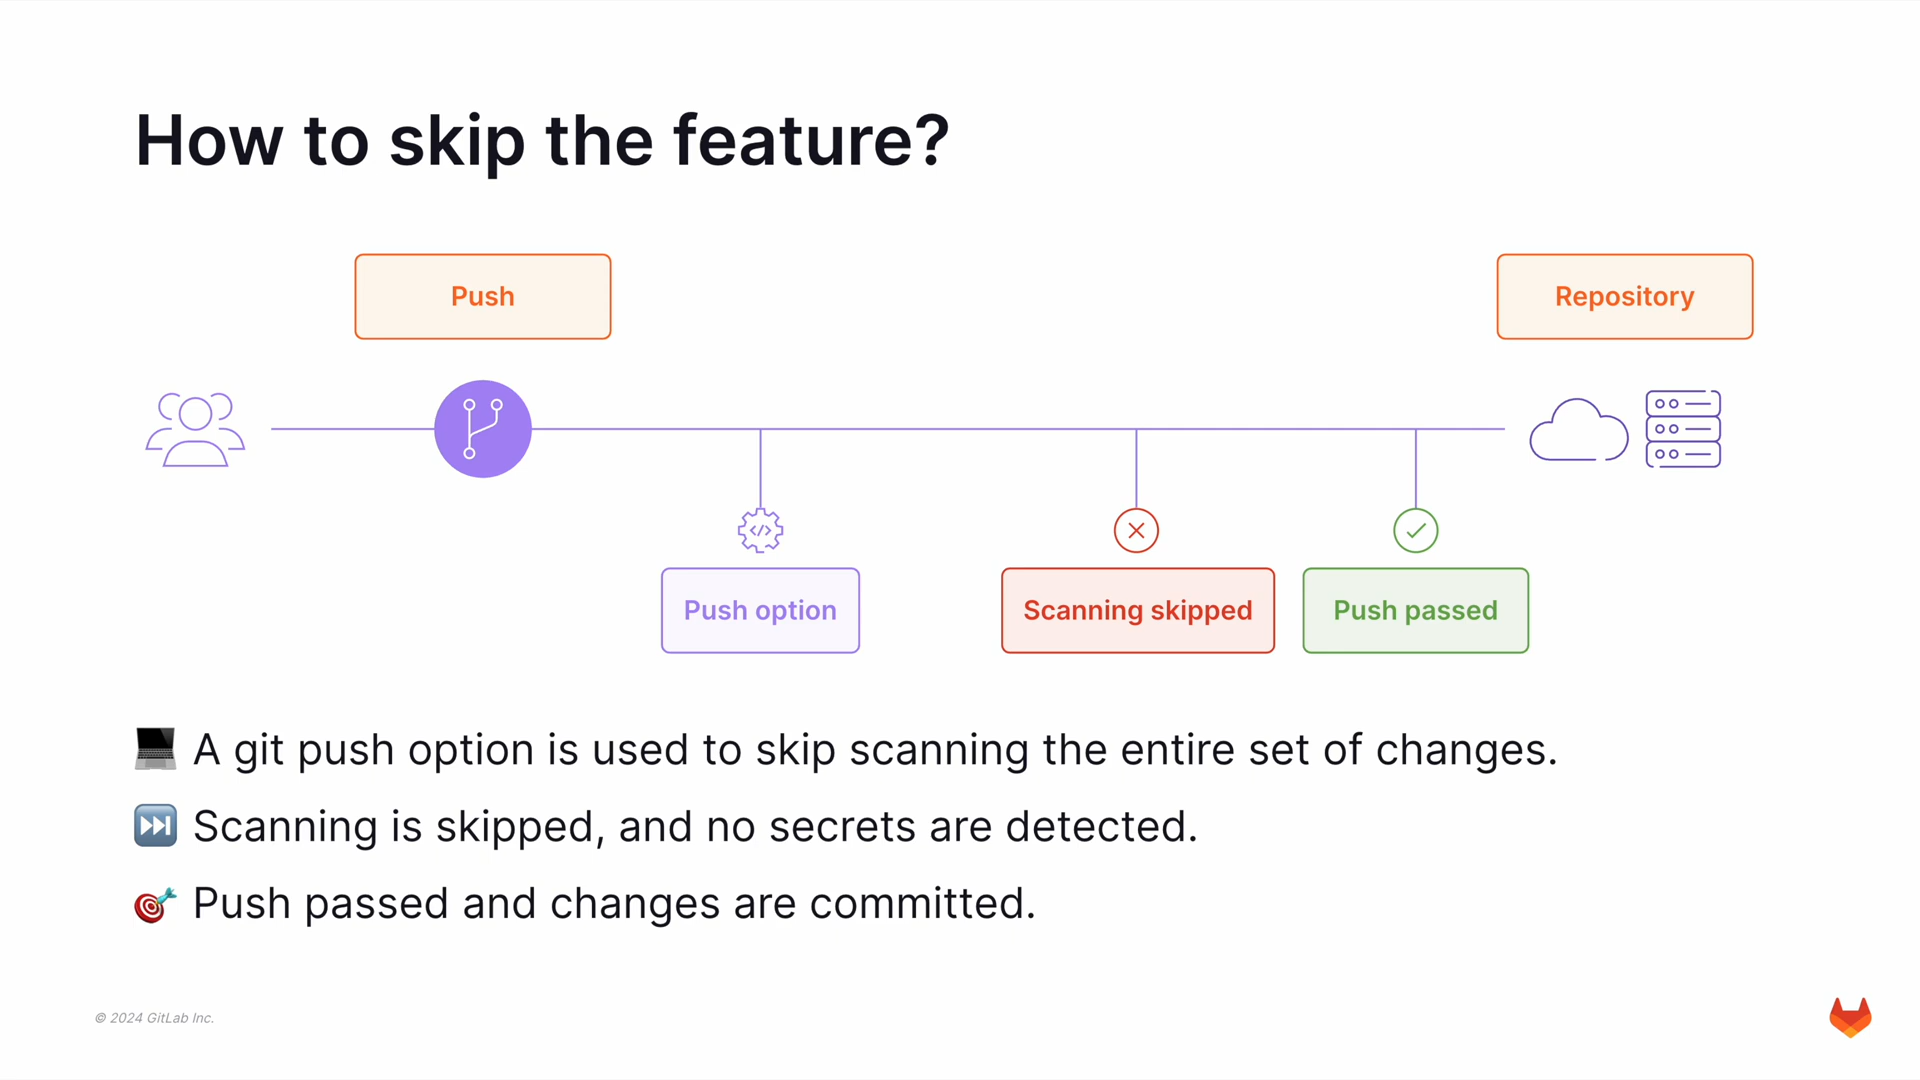 How to skip the feature?
Push
Repository
Push option
Scanning skipped
Push passed
A git push option is used to skip scanning the entire set of changes.
Scanning is skipped, and no secrets are detected.
Push passed and changes are committed.
© 2024 GitLab Inc.